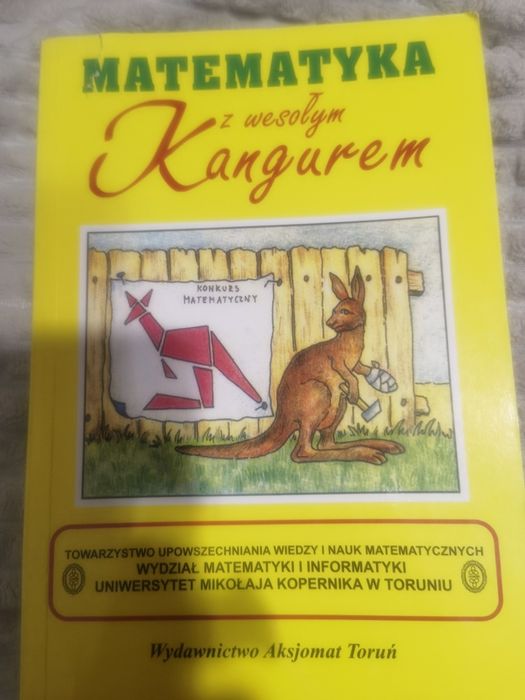 MATEMATYKA
z wesołym
Kangurem
KONKURS
MATEMATYCZNY
TOWARZYSTWO UPOWSZECHNIANIA WIEDZY I NAUK MATEMATYCZNYCH
WYDZIAŁ MATEMATYKI I INFORMATYKI
UNIWERSYTET MIKOŁAJA KOPERNIKA W TORUNIU
Wydawnictwo Aksjomat Toruń